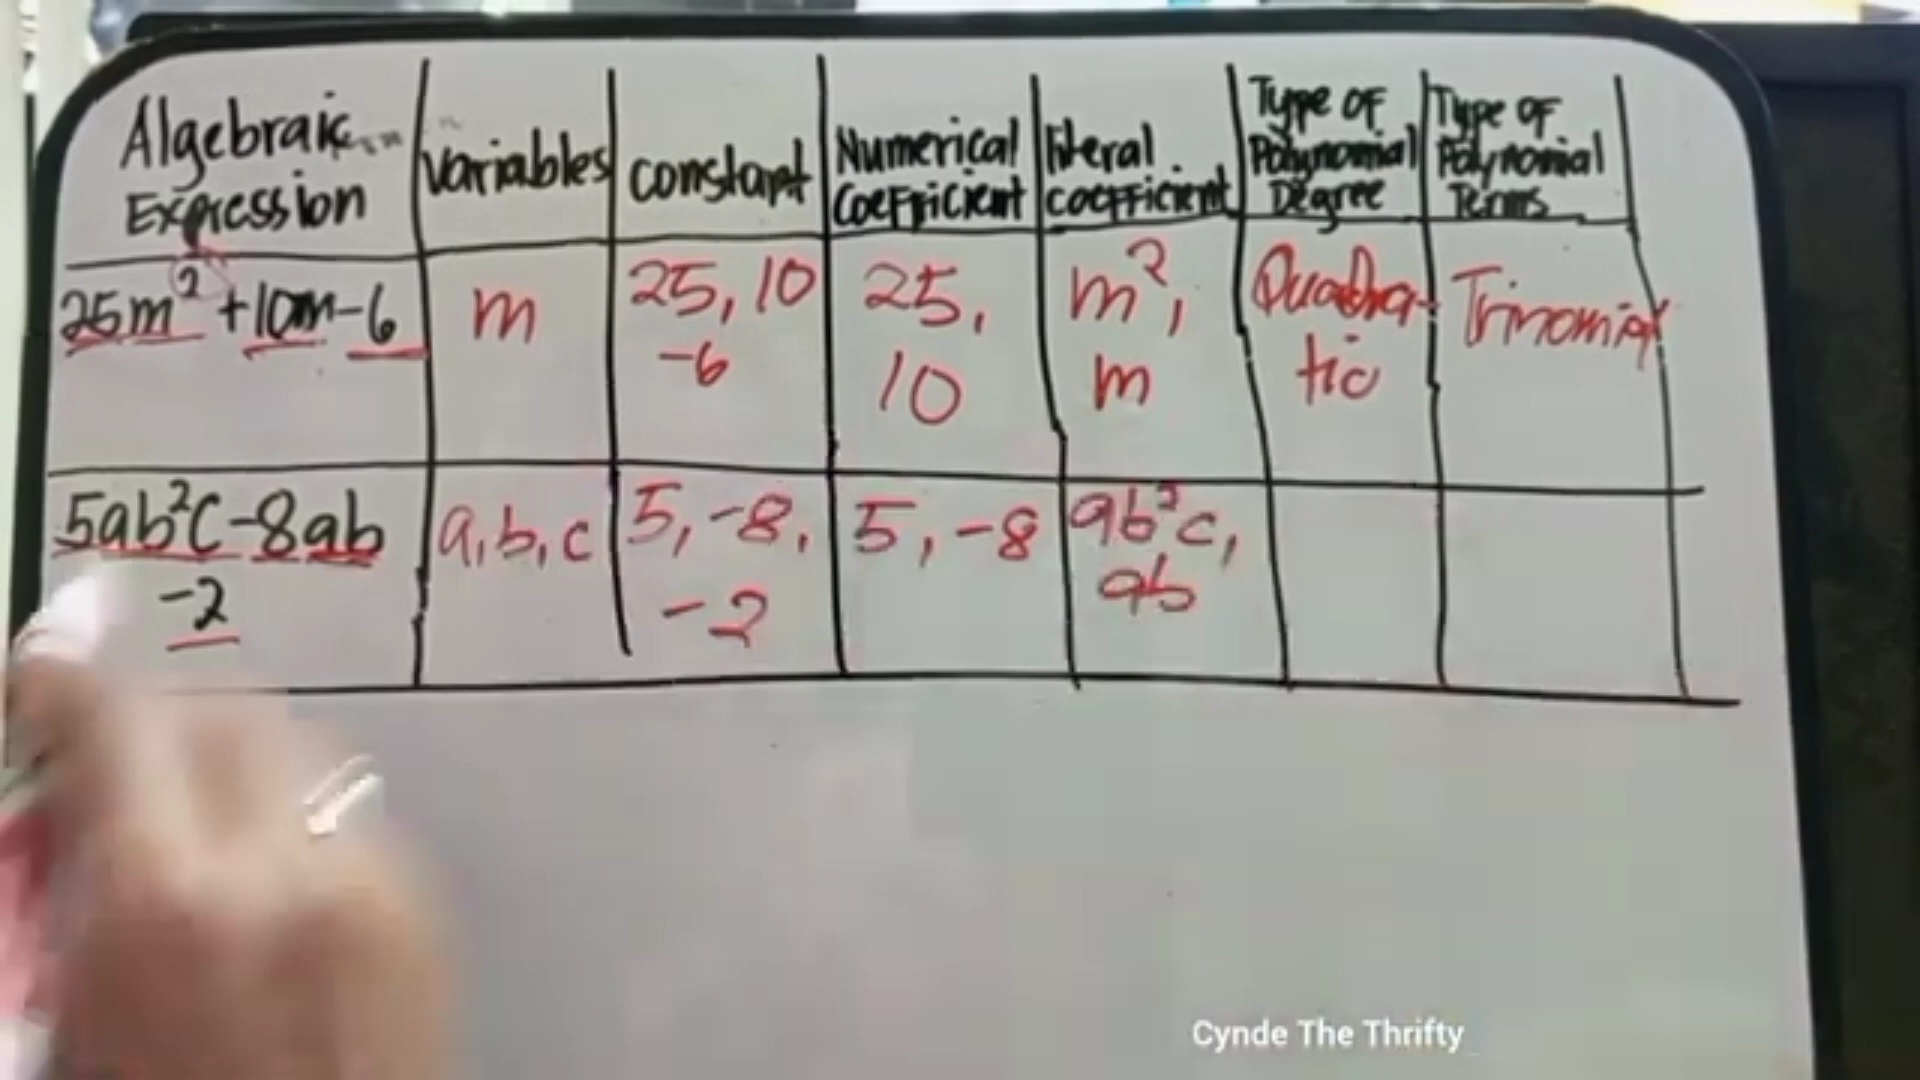 Algebraic
Expression
Variables
constant
Numerical
Coefficient
literal
coefficient
Type of
Polynomial
Degree
Type of
Polynomial
Terms
25m² + 10m - 6
m
25, 10
-6
25,
10
m²,
m
Quadra-
tic
Trinomial
5ab²c - 8ab
-2
a, b, c
5, -8,
-2
5, -8
ab²c,
ab
Cynde The Thrifty